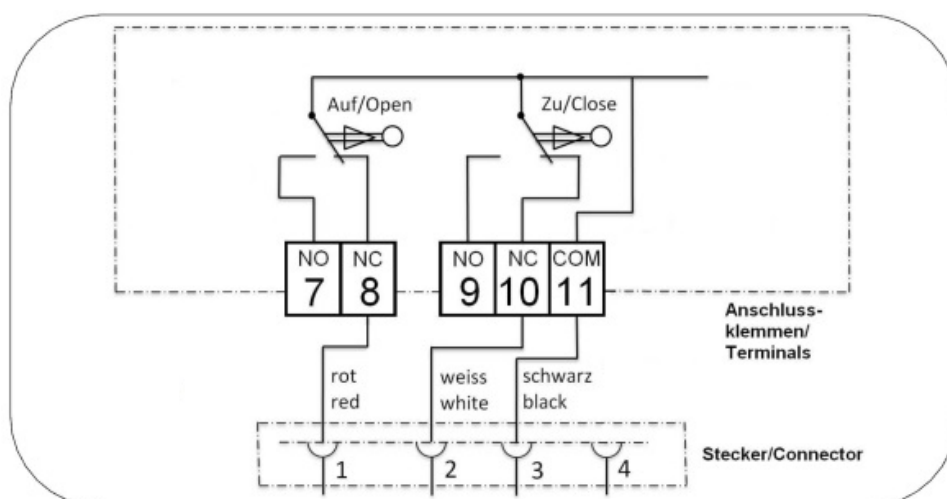 Auf/Open
Zu/Close
NO NC NO NC COM
7 8 9 10 11
Anschluss-
klemmen/
Terminals
rot
red
weiss
white
schwarz
black
1 2 3 4
Stecker/Connector